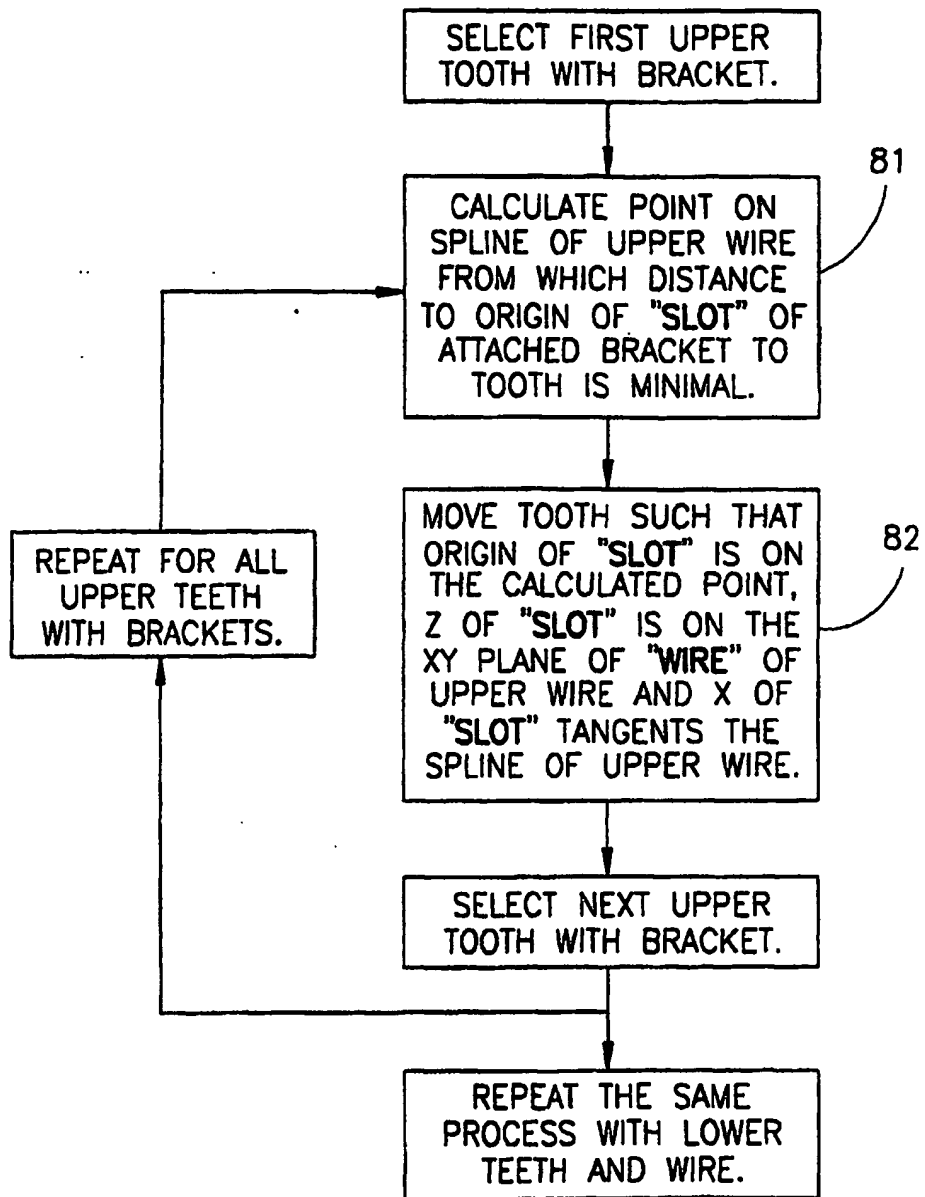 SELECT FIRST UPPER
TOOTH WITH BRACKET.
81
CALCULATE POINT ON
SPLINE OF UPPER WIRE
FROM WHICH DISTANCE
TO ORIGIN OF "SLOT" OF
ATTACHED BRACKET TO
TOOTH IS MINIMAL.
MOVE TOOTH SUCH THAT
ORIGIN OF "SLOT" IS ON
THE CALCULATED POINT,
Z OF "SLOT" IS ON THE
XY PLANE OF "WIRE" OF
UPPER WIRE AND X OF
"SLOT" TANGENTS THE
SPLINE OF UPPER WIRE.
82
REPEAT FOR ALL
UPPER TEETH
WITH BRACKETS.
SELECT NEXT UPPER
TOOTH WITH BRACKET.
REPEAT THE SAME
PROCESS WITH LOWER
TEETH AND WIRE.